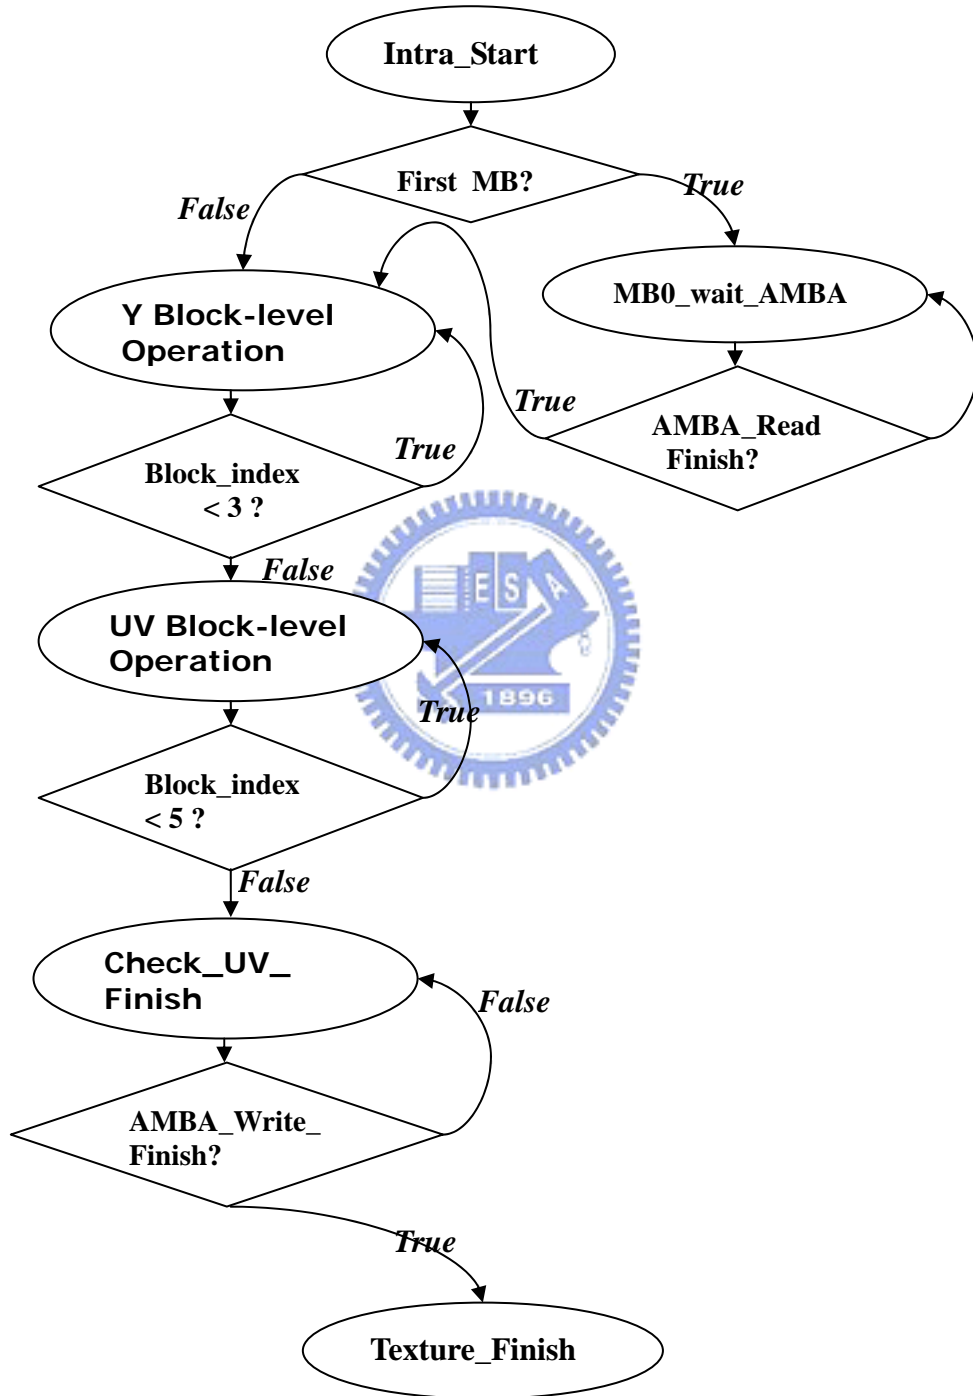 Intra_Start
First MB?
False
True
Y Block-level
Operation
MB0_wait_AMBA
True
AMBA_Read
Finish?
True
Block_index
< 3 ?
False
E S A
UV Block-level
Operation
1896
True
Block_index
< 5 ?
False
Check_UV_
Finish
False
AMBA_Write_
Finish?
True
Texture_Finish